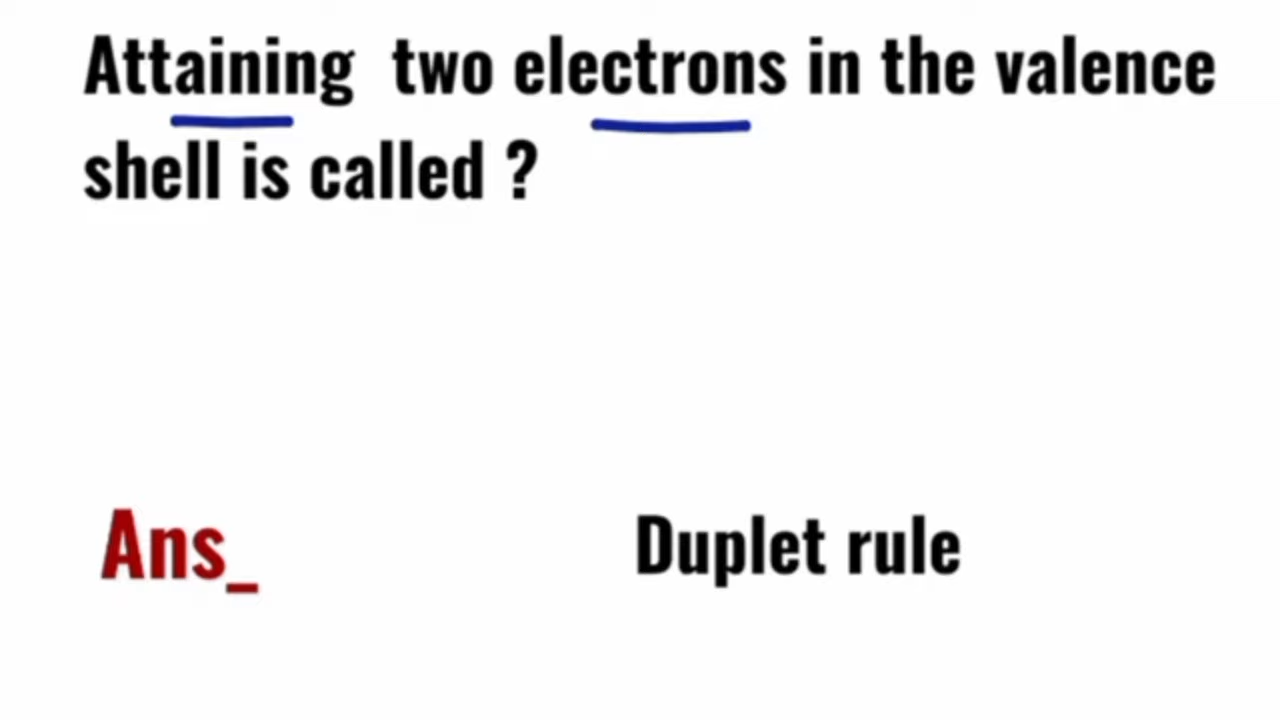 Attaining two electrons in the valence
shell is called ?
Ans_ Duplet rule